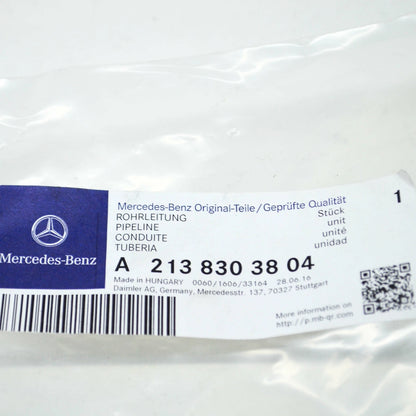 Mercedes-Benz
Mercedes-Benz Original-Teile/Geprüfte Qualität
ROHRLEITUNG Stück
PIPELINE unit
CONDUITE unité
TUBERIA unidad
1
A 213 830 38 04
Made in HUNGARY 0060/1606/33164 28.06.16
Daimler AG, Germany, Mercedesstr. 137, 70327 Stuttgart
More information on
http://p.mb-qr.com